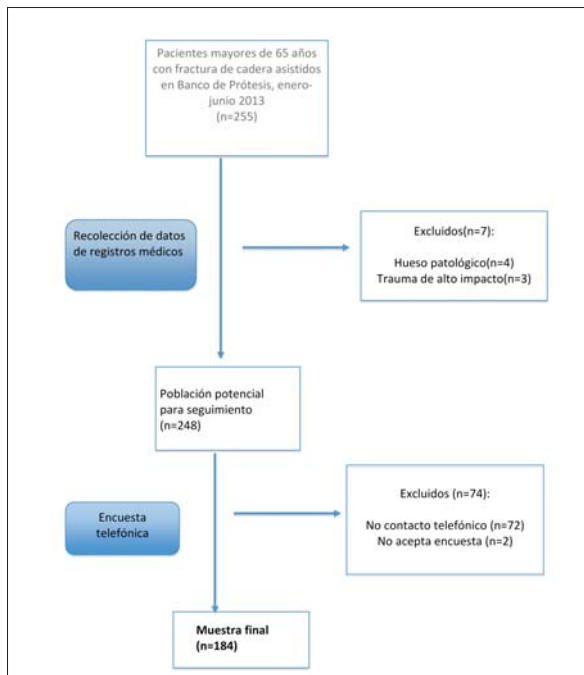 Pacientes mayores de 65 años
con fractura de cadera asistidos
en Banco de Prótesis, enero-
junio 2013
(n=255)
Recolección de datos
de registros médicos
Excluidos(n=7):
Hueso patológico(n=4)
Trauma de alto impacto(n=3)
Población potencial
para seguimiento
(n=248)
Encuesta
telefónica
Excluidos (n=74):
No contacto telefónico (n=72)
No acepta encuesta (n=2)
Muestra final
(n=184)